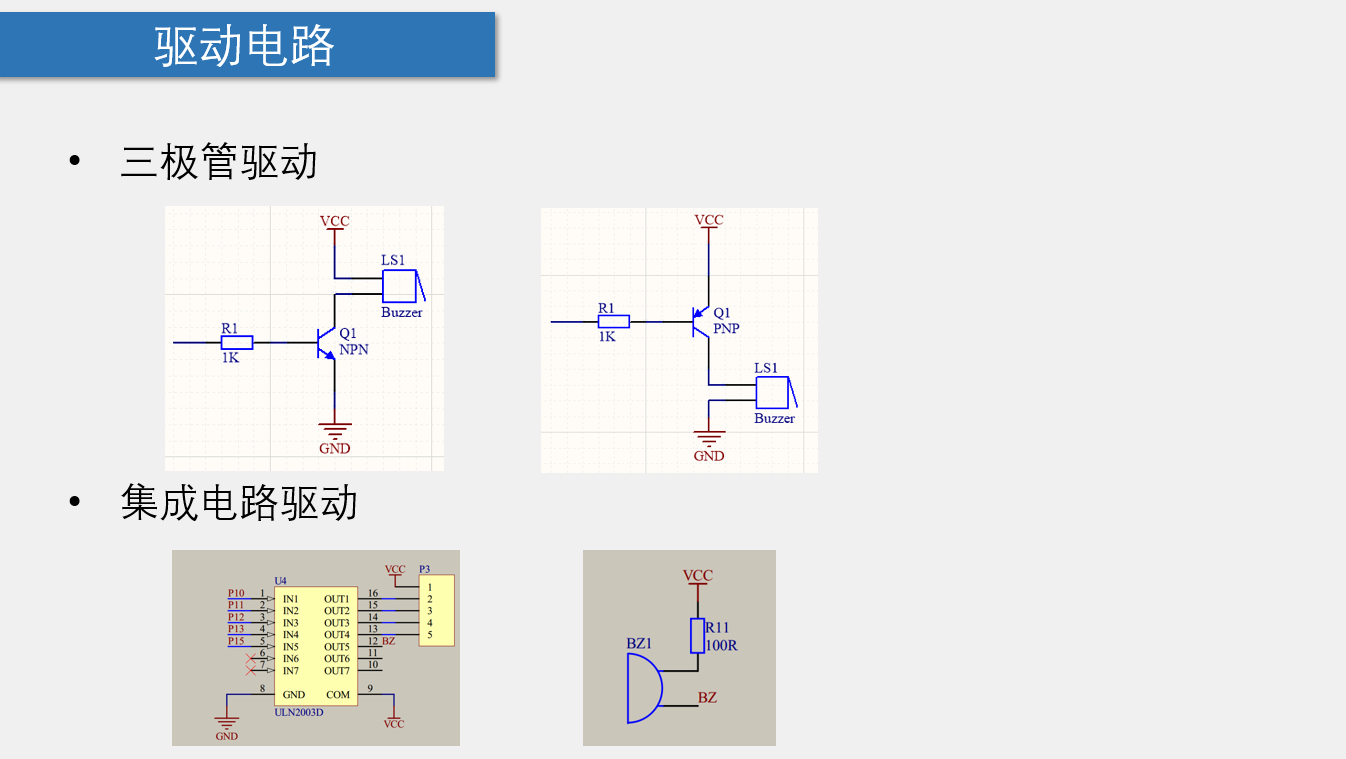 驱动电路
• 三极管驱动
VCC
LS1
Buzzer
R1
1K
Q1
NPN
GND
VCC
R1
1K
Q1
PNP
LS1
Buzzer
GND
• 集成电路驱动
U4
VCC
P3
P10 1 IN1 OUT1 16 1
P11 2 IN2 OUT2 15 2
P12 3 IN3 OUT3 14 3
P13 4 IN4 OUT4 13 4
P15 5 IN5 OUT5 12 BZ 5
6 IN6 OUT6 11
7 IN7 OUT7 10
8 GND COM 9
ULN2003D
GND
VCC
VCC
R11
100R
BZ1
BZ